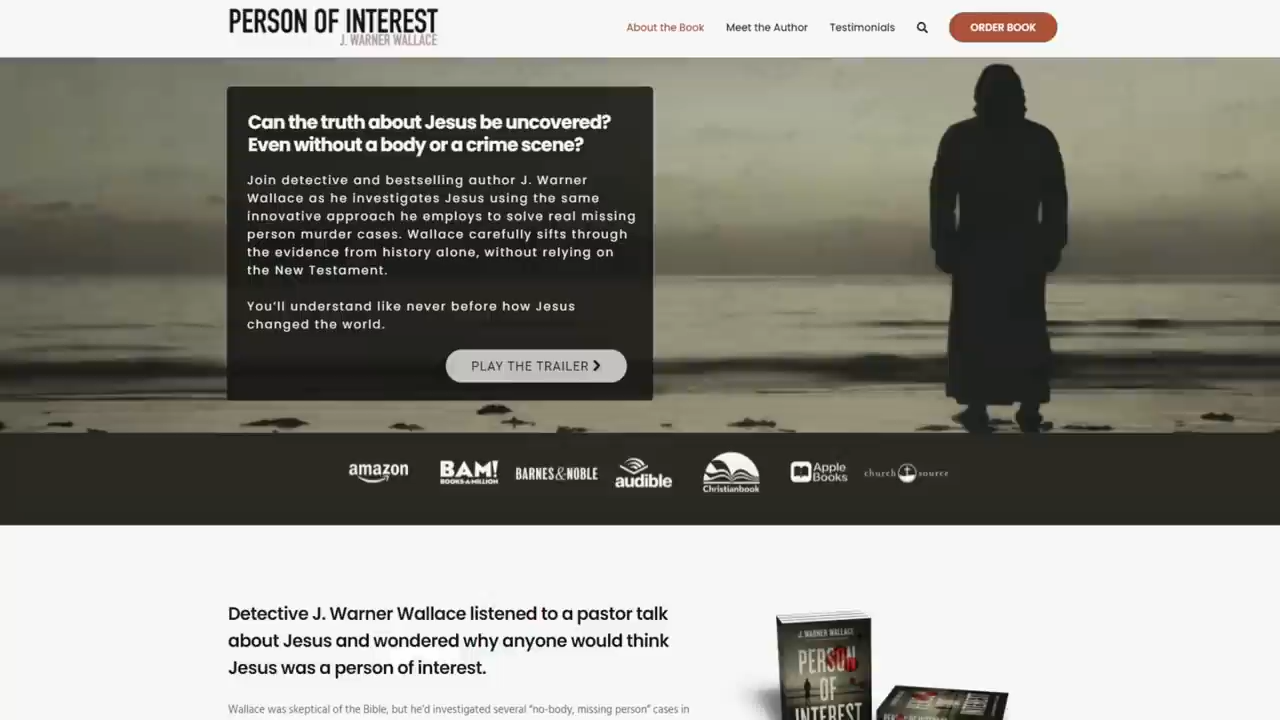 PERSON OF INTEREST
J. WARNER WALLACE
About the Book
Meet the Author
Testimonials
ORDER BOOK
Can the truth about Jesus be uncovered?
Even without a body or a crime scene?
Join detective and bestselling author J. Warner
Wallace as he investigates Jesus using the same
innovative approach he employs to solve real missing
person murder cases. Wallace carefully sifts through
the evidence from history alone, without relying on
the New Testament.
You'll understand like never before how Jesus
changed the world.
PLAY THE TRAILER
amazon
BAM!
BOOKS-A-MILLION
BARNES&NOBLE
audible
Christianbook
Apple
Books
church source
Detective J. Warner Wallace listened to a pastor talk
about Jesus and wondered why anyone would think
Jesus was a person of interest.
Wallace was skeptical of the Bible, but he'd investigated several “no-body, missing person” cases in
J. WARNER WALLACE
PERSON
OF
INTEREST
PERSON OF INTEREST